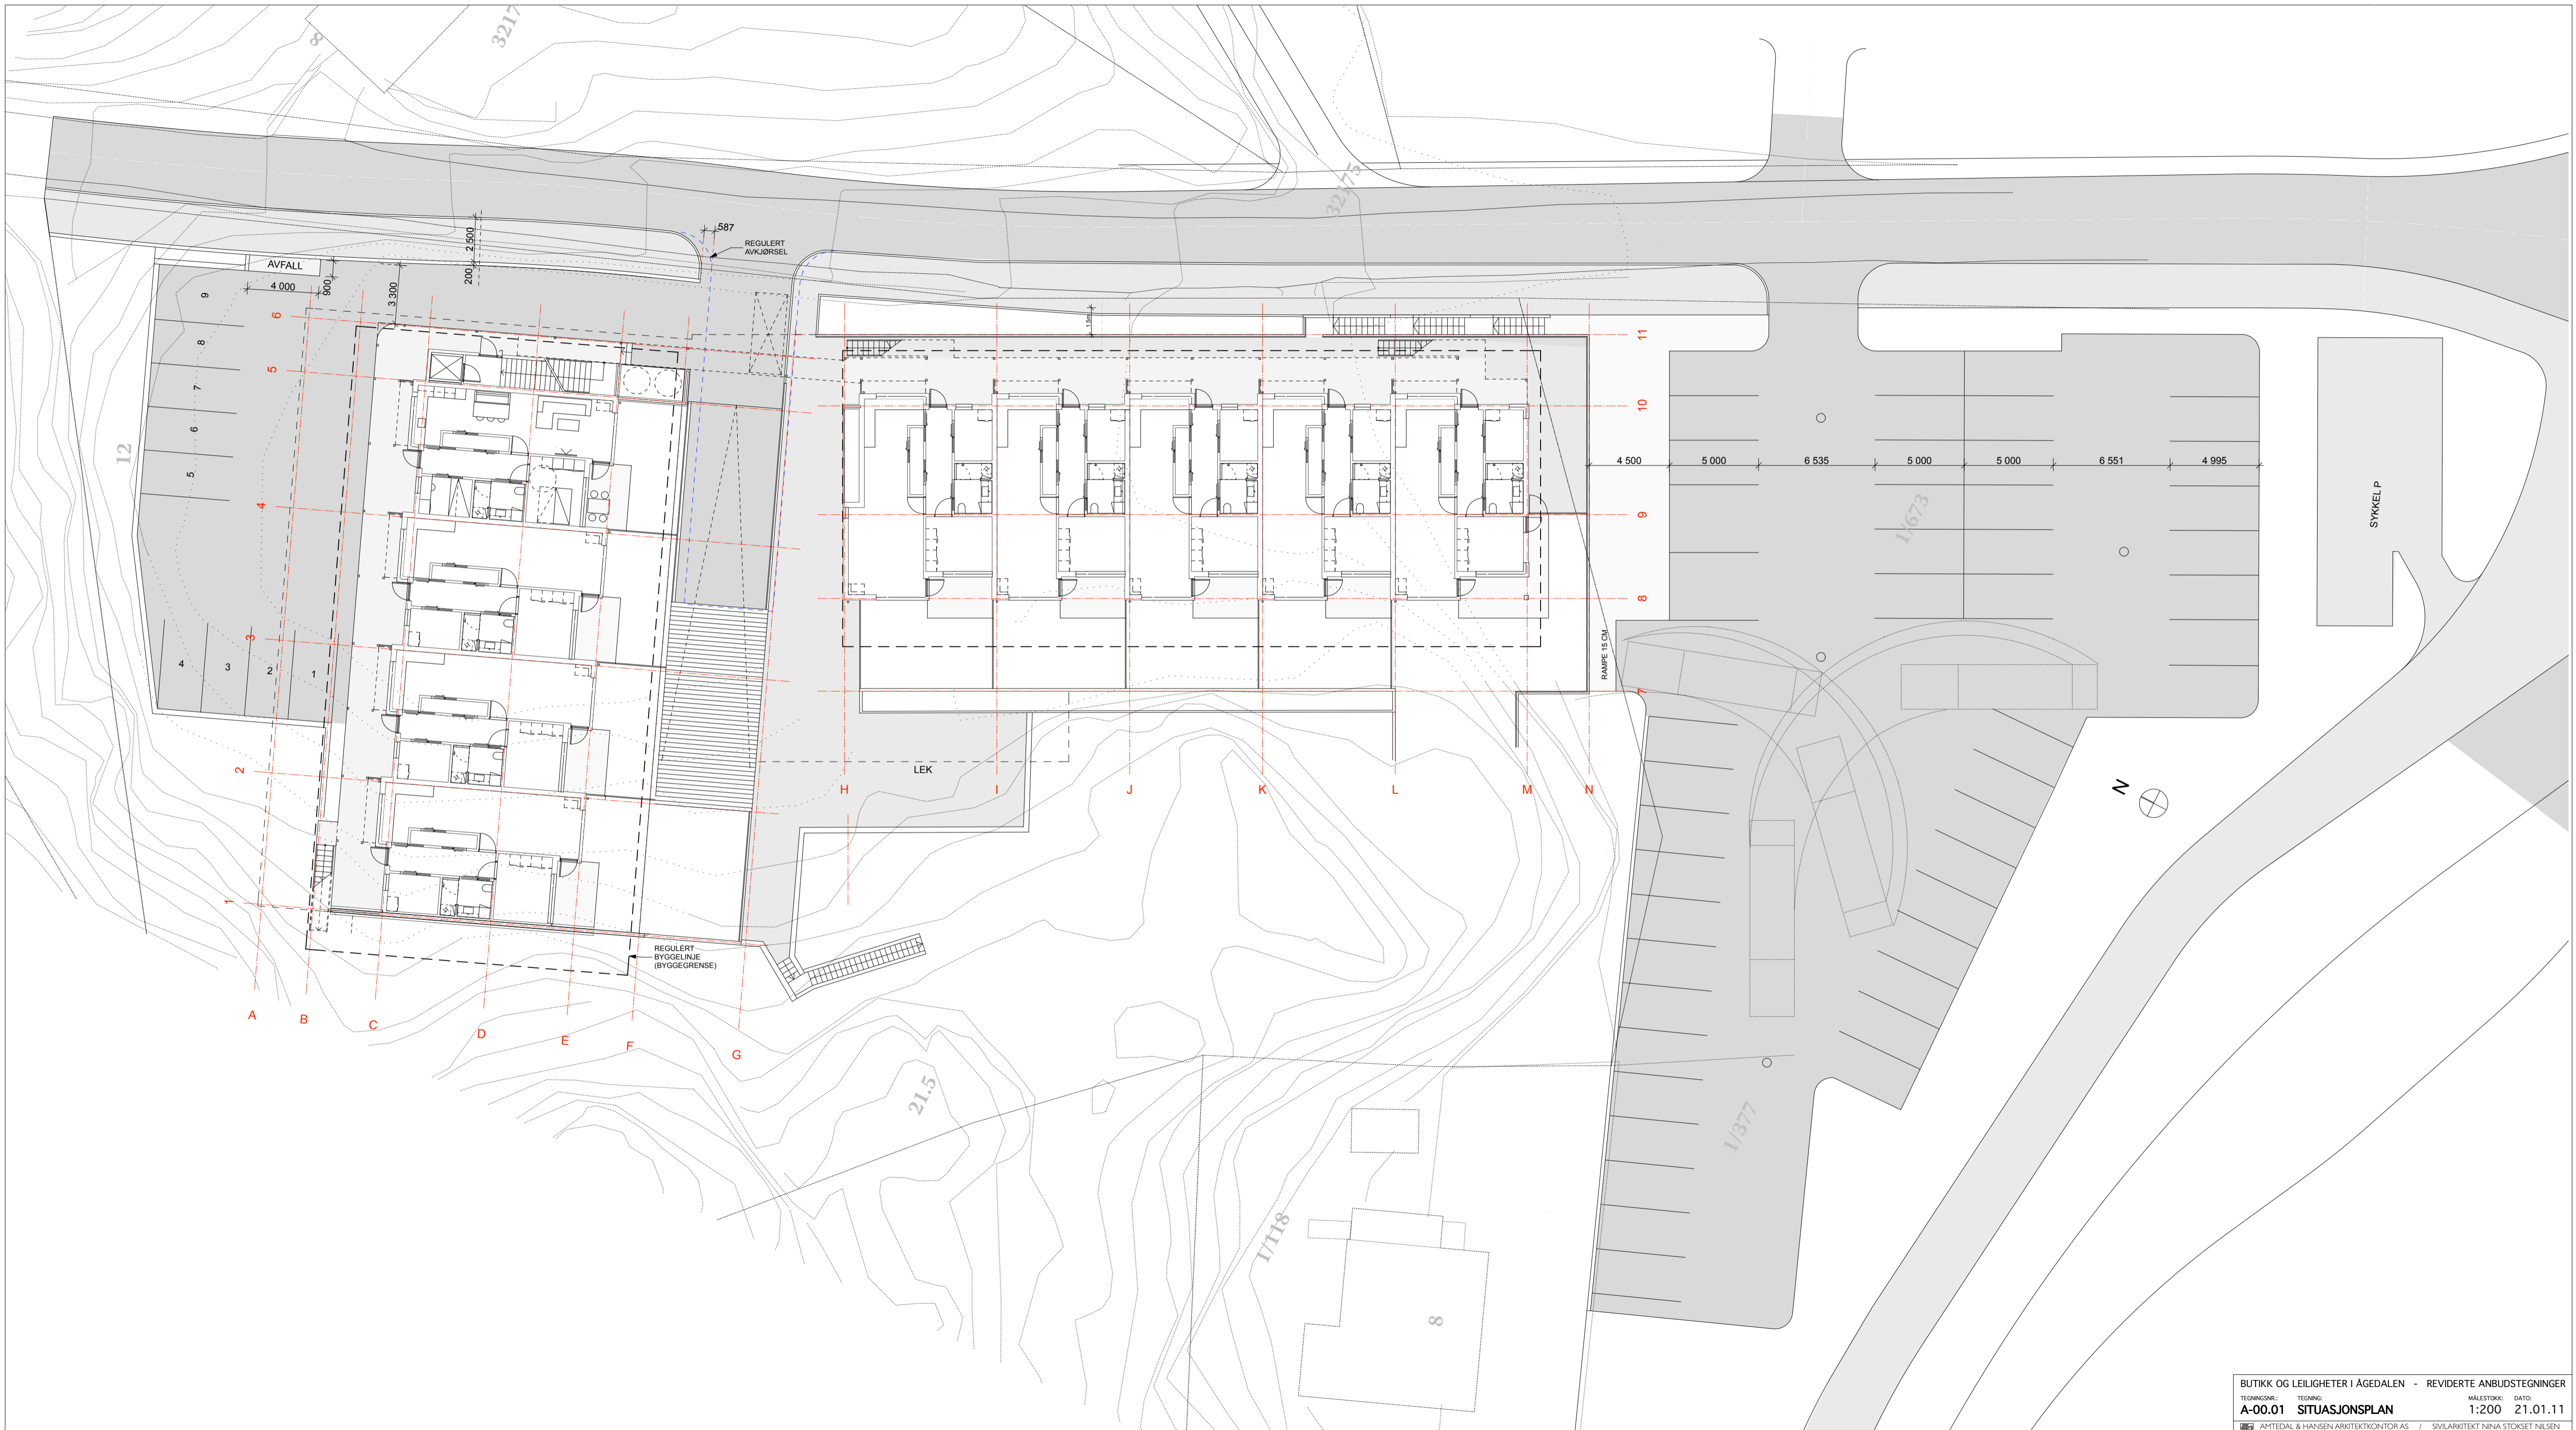 8
3217
32175
587
REGULERT
AVKJØRSEL
2 500
200
AVFALL
4 000
900
3 300
9
8
7
6
5
4
3
2
1
12
6
5
4
3
2
1
A
B
C
D
E
F
G
11
10
9
8
7
H
I
J
K
L
M
N
4 500
5 000
6 535
5 000
5 000
6 551
4 995
1/673
SYKKEL P
RAMPE 15 CM
LEK
N
REGULERT
BYGGELINJE
(BYGGEGRENSE)
21.5
1/377
1/118
8
BUTIKK OG LEILIGHETER I ÅGEDALEN - REVIDERTE ANBUDSTEGNINGER
TEGNINGSNR.: TEGNING: MÅLESTOKK: DATO:
A-00.01 SITUASJONSPLAN 1:200 21.01.11
AMTEDAL & HANSEN ARKITEKTKONTOR AS / SIVILARKITEKT NINA STOKSET NILSEN